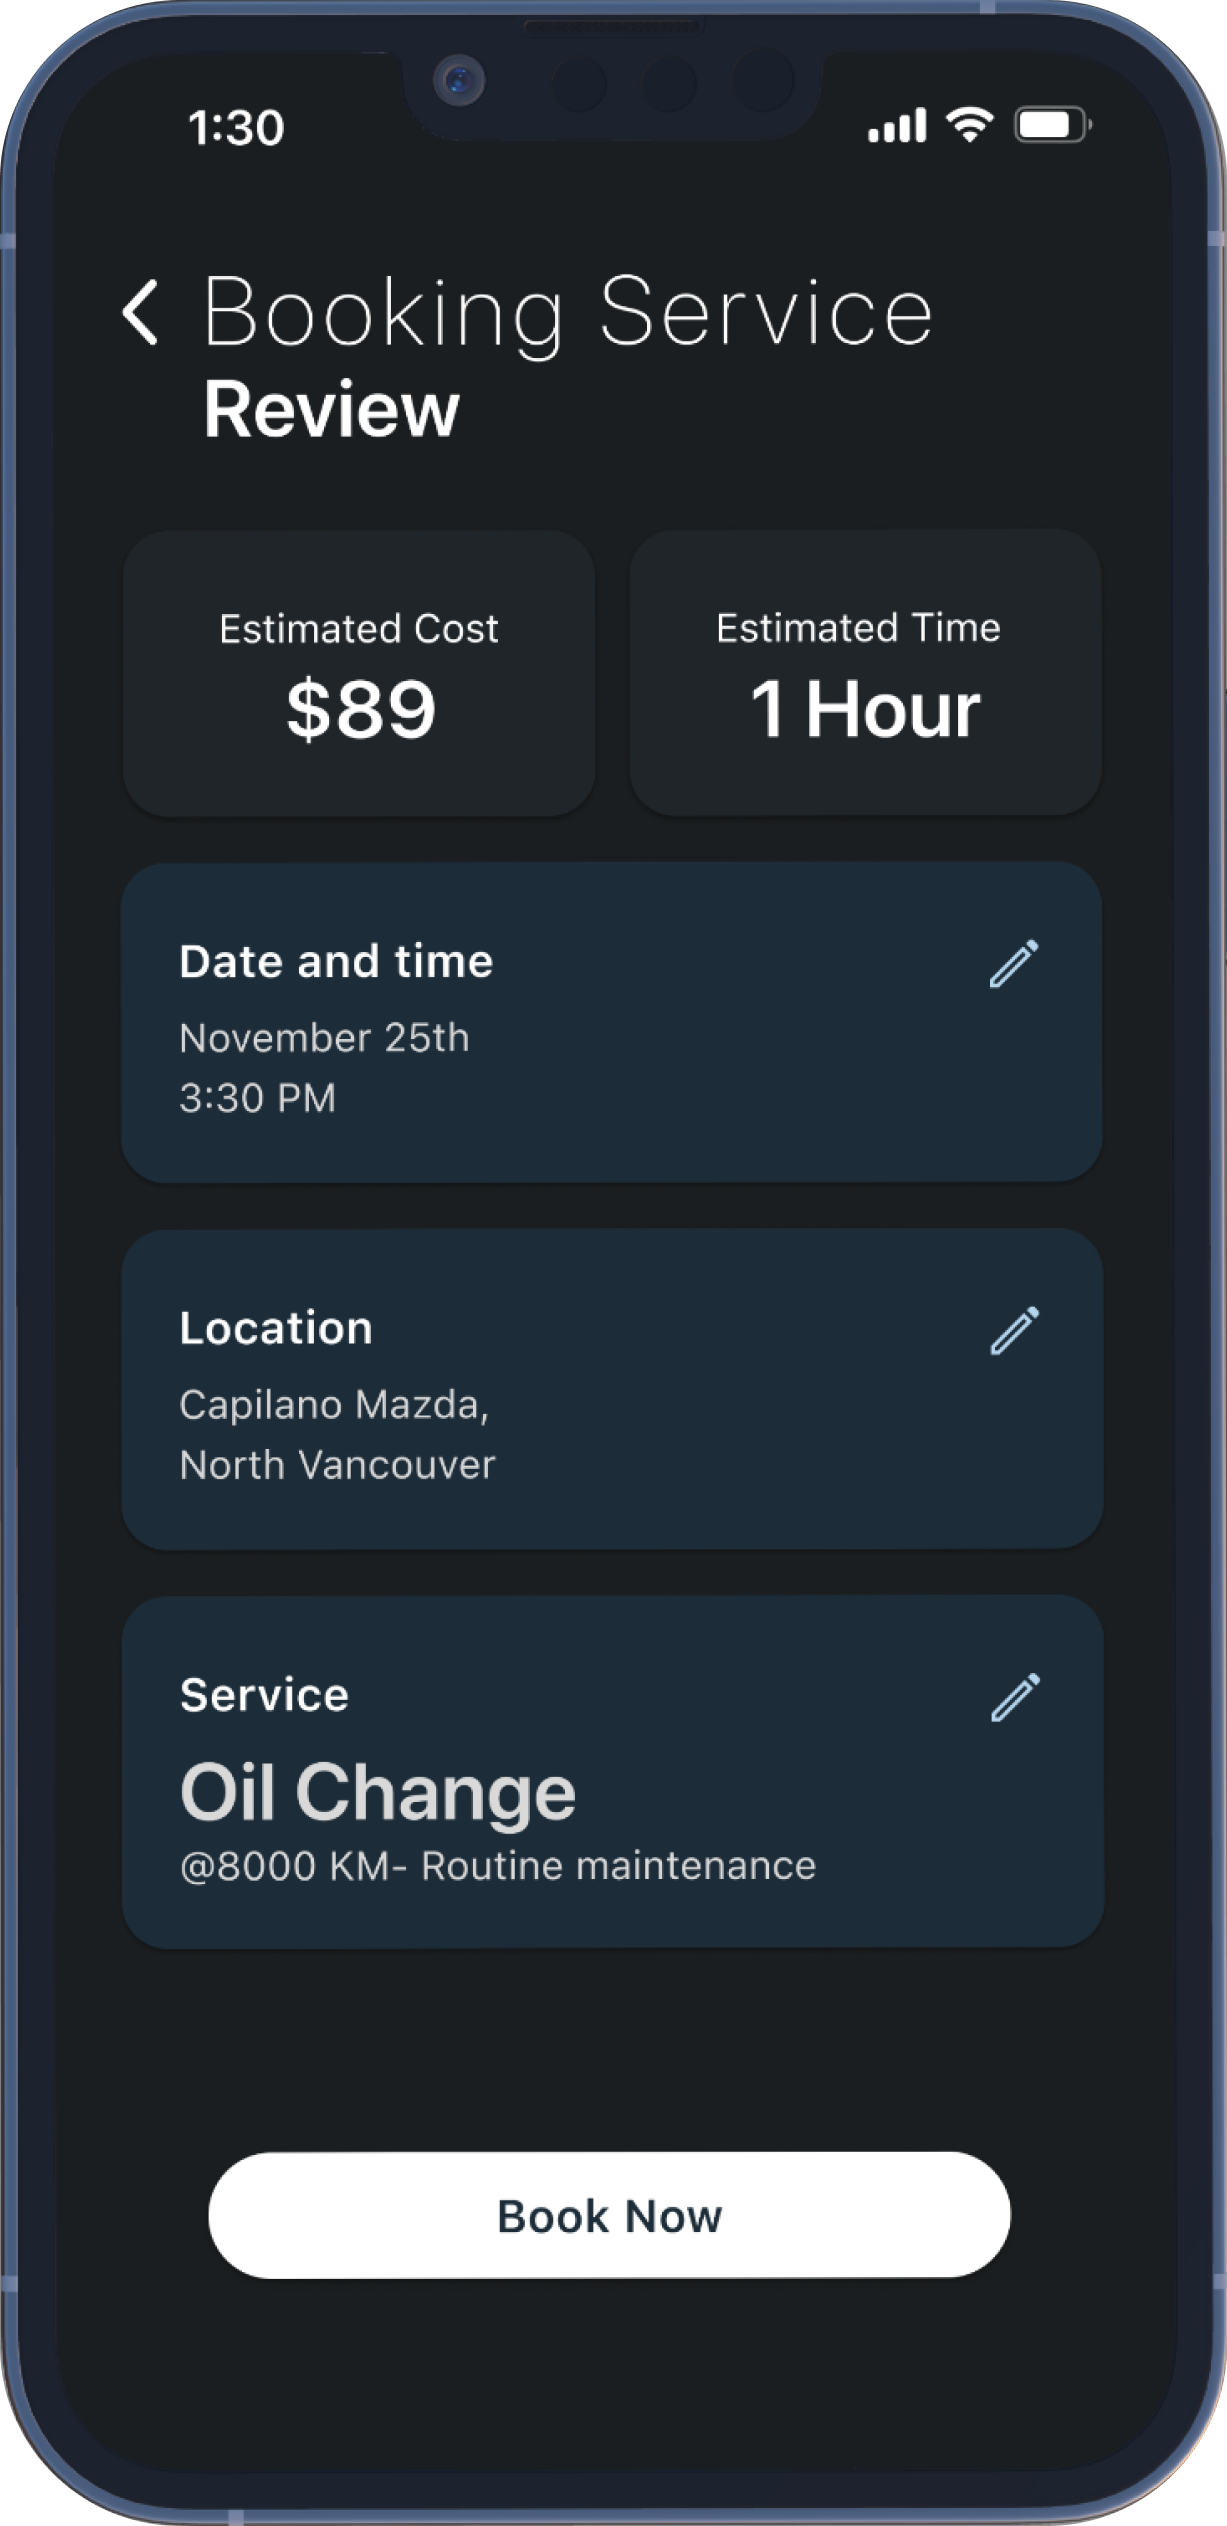 1:30
Booking Service
Review
Estimated Cost
$89
Estimated Time
1 Hour
Date and time
November 25th
3:30 PM
Location
Capilano Mazda,
North Vancouver
Service
Oil Change
@8000 KM- Routine maintenance
Book Now